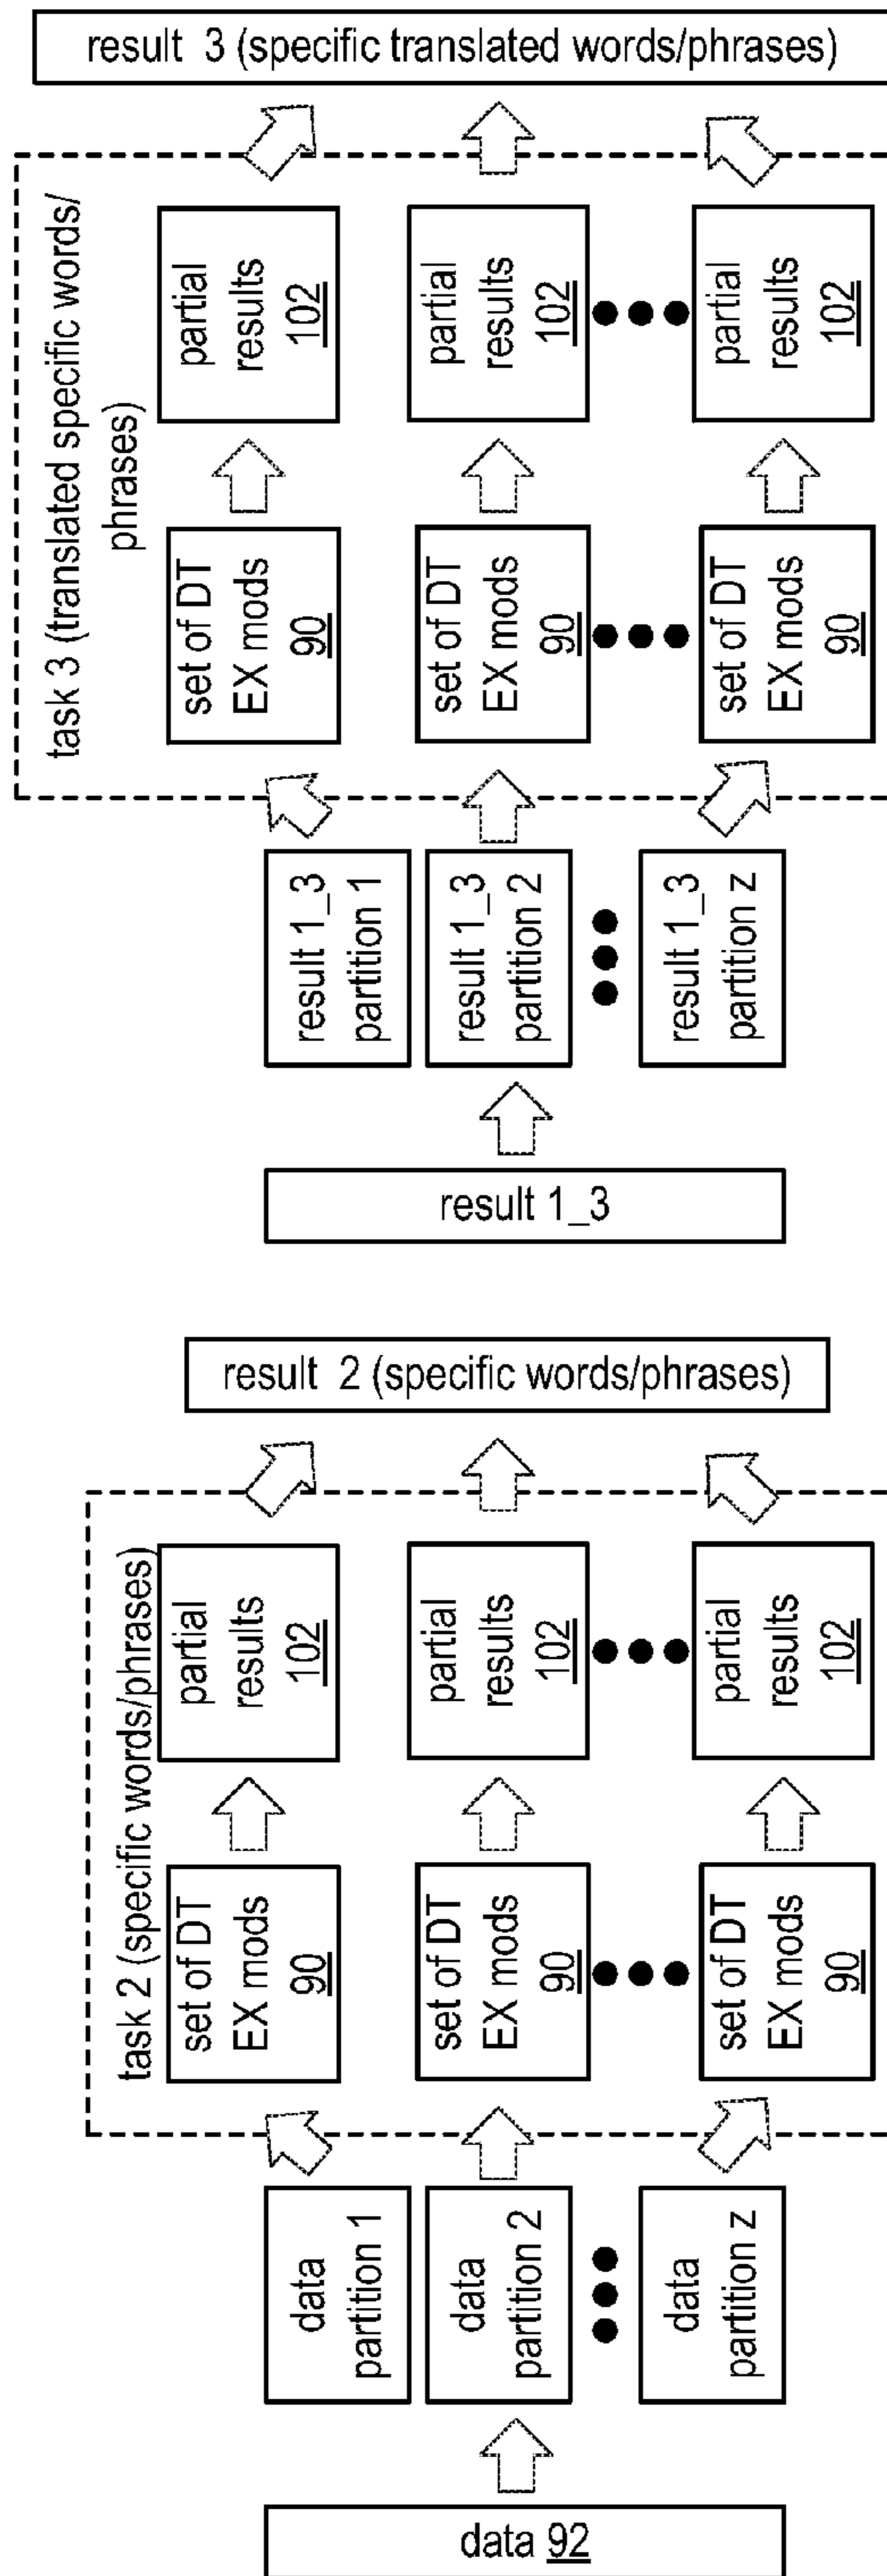 data 92
data
partition 1
data
partition 2
data
partition z
task 2 (specific words/phrases)
set of DT
EX mods
90
set of DT
EX mods
90
set of DT
EX mods
90
partial
results
102
partial
results
102
partial
results
102
result 2 (specific words/phrases)
result 1_3
result 1_3
partition 1
result 1_3
partition 2
result 1_3
partition z
task 3 (translated specific words/
phrases)
set of DT
EX mods
90
set of DT
EX mods
90
set of DT
EX mods
90
partial
results
102
partial
results
102
partial
results
102
result 3 (specific translated words/phrases)